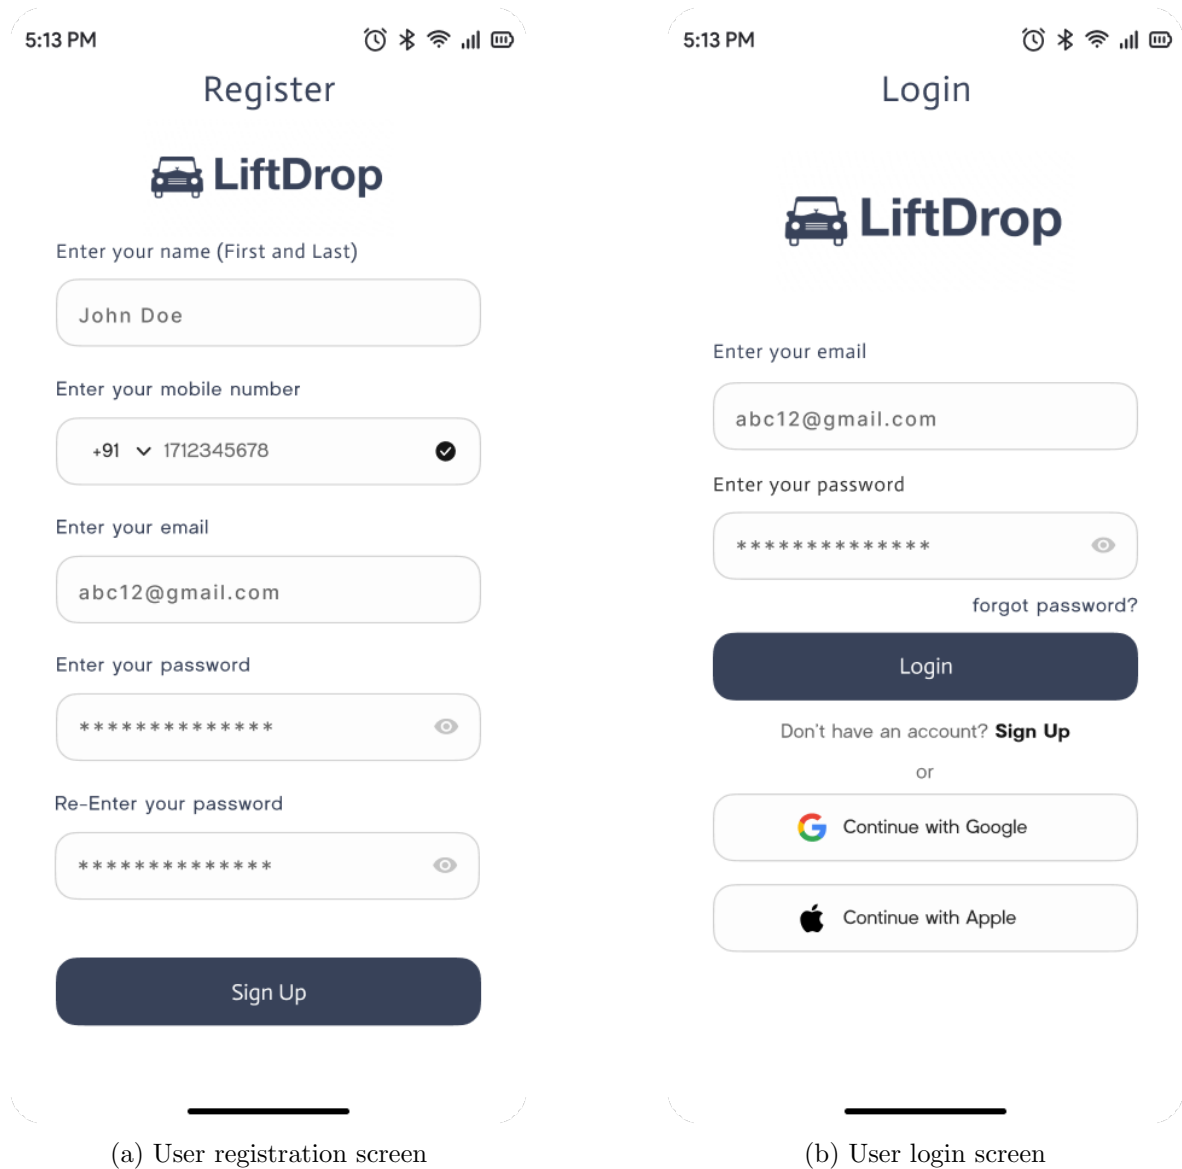 5:13 PM
Register
LiftDrop
Enter your name (First and Last)
John Doe
Enter your mobile number
+91 1712345678
Enter your email
abc12@gmail.com
Enter your password
**************
Re-Enter your password
**************
Sign Up
(a) User registration screen
5:13 PM
Login
LiftDrop
Enter your email
abc12@gmail.com
Enter your password
**************
forgot password?
Login
Don't have an account? Sign Up
or
Continue with Google
Continue with Apple
(b) User login screen